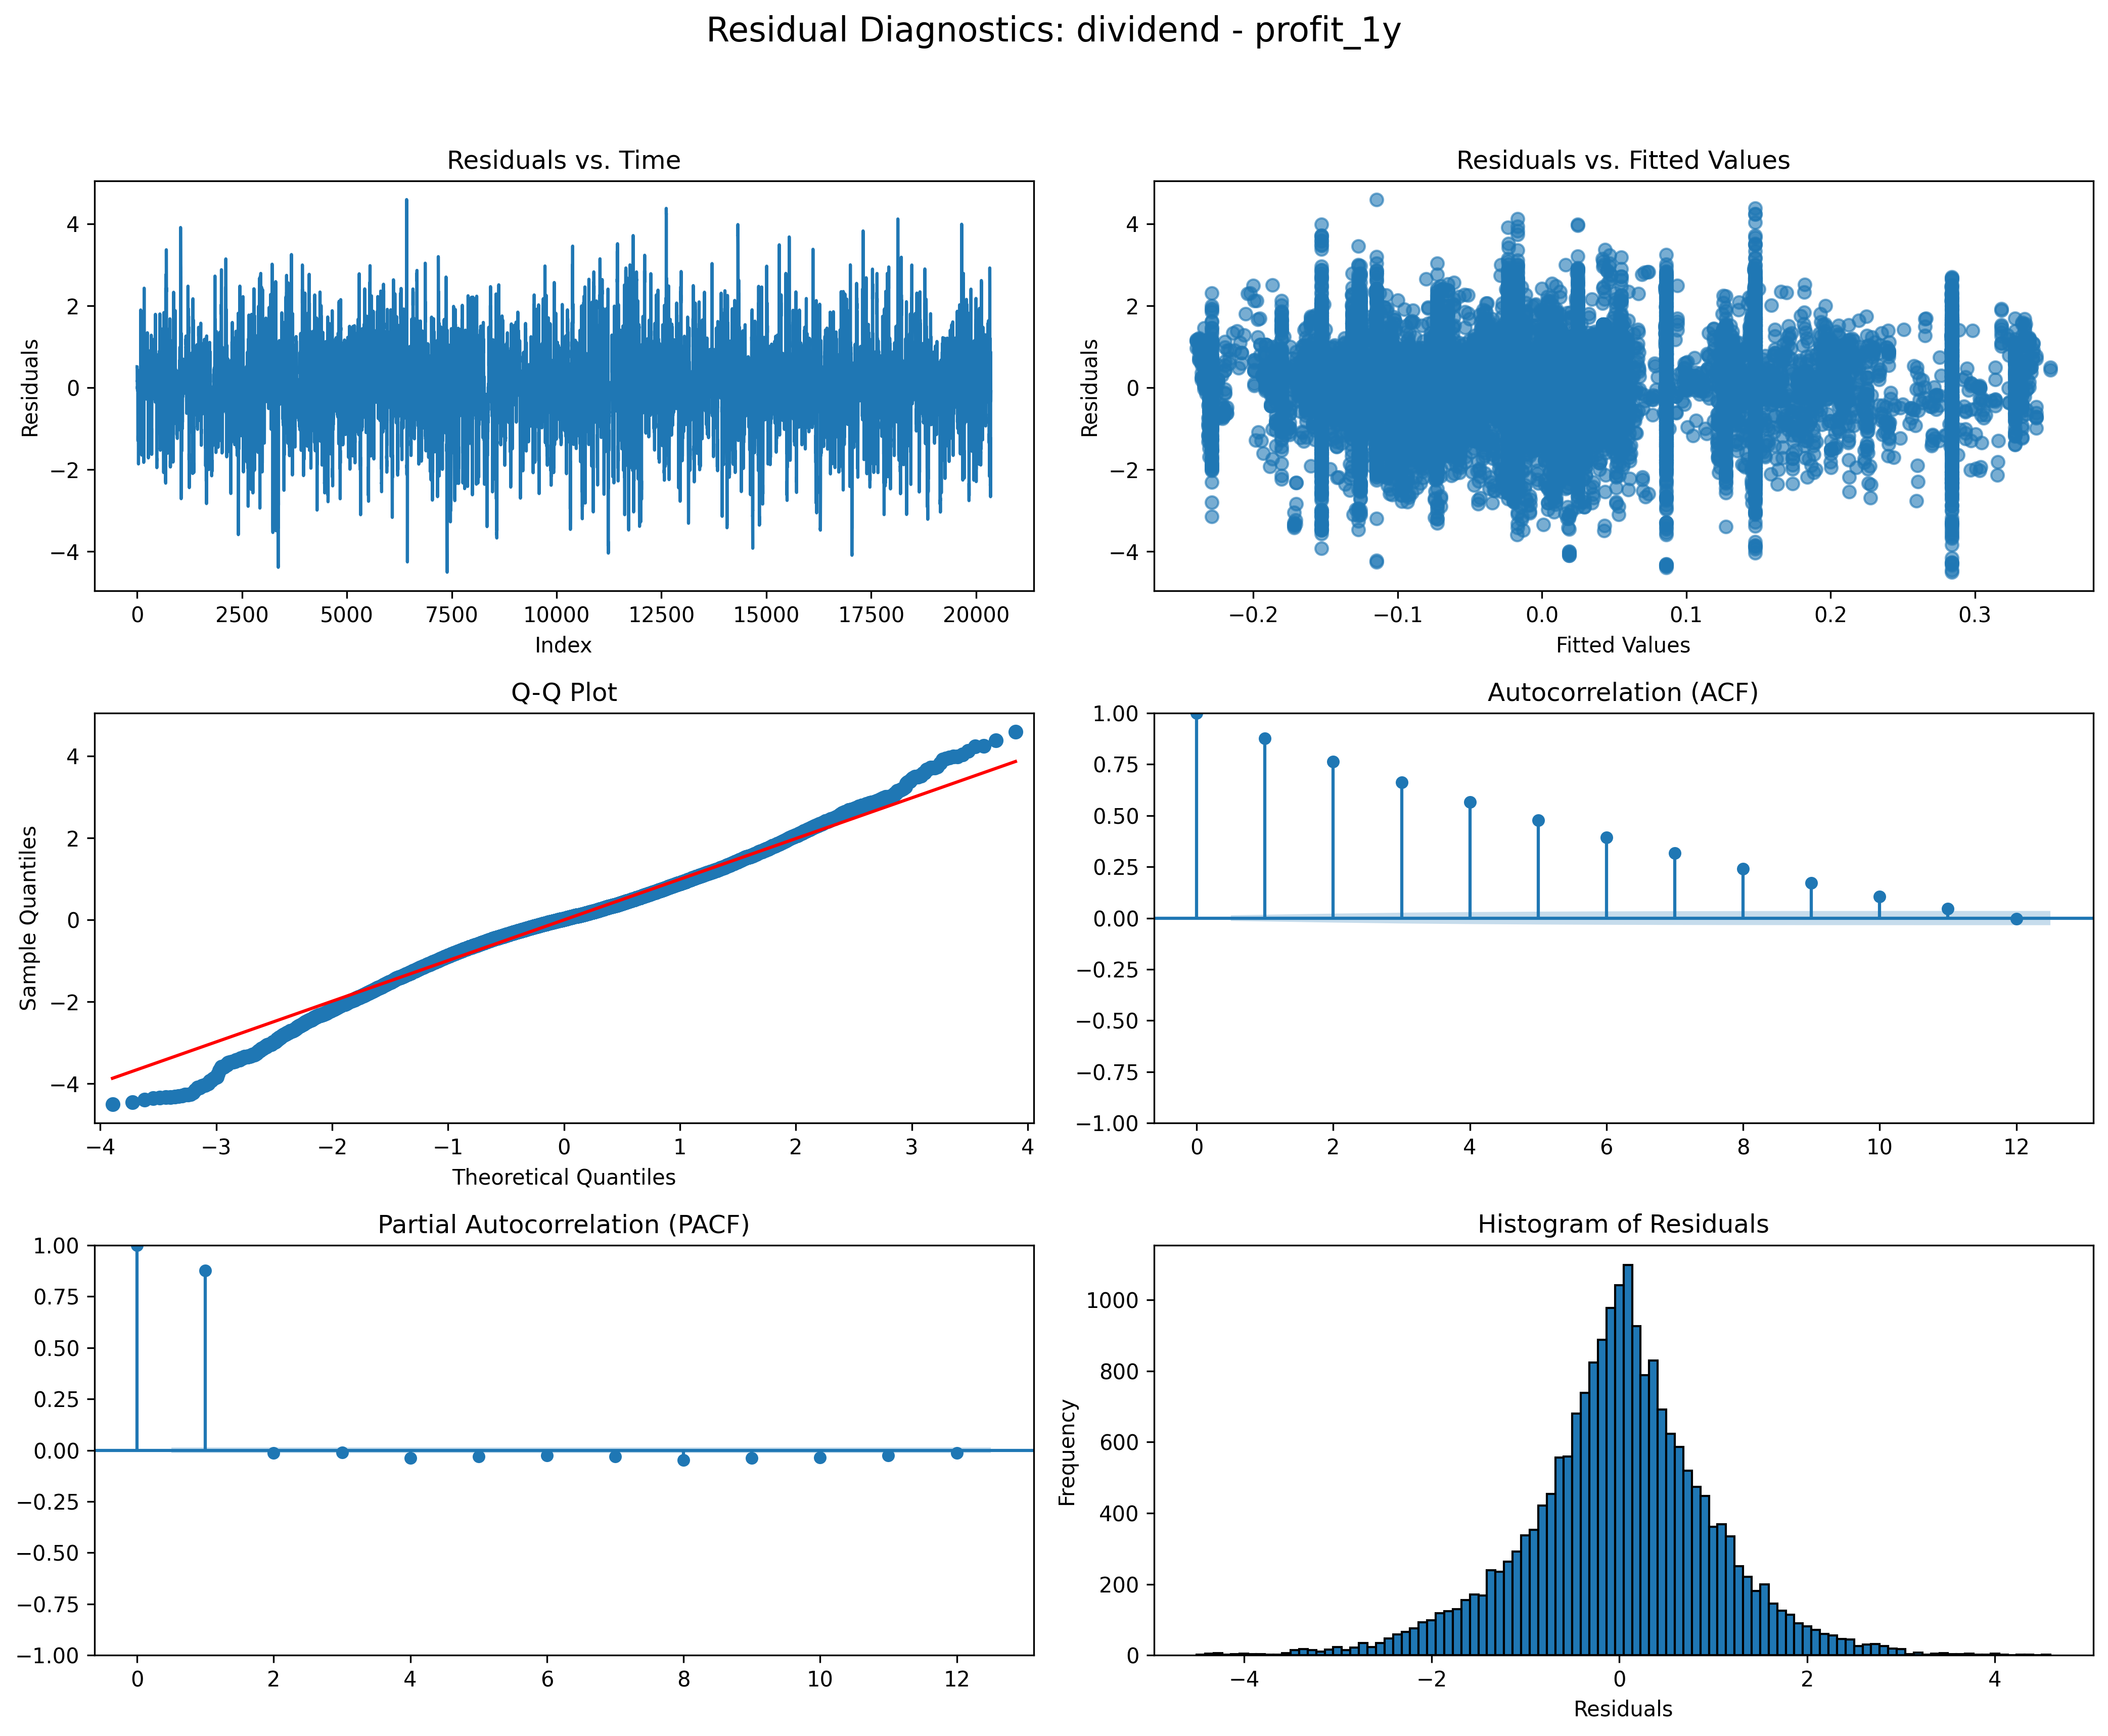 Residual Diagnostics: dividend - profit_1y
Residuals vs. Time
Residuals
4
2
0
−2
−4
0 2500 5000 7500 10000 12500 15000 17500 20000
Index
Residuals vs. Fitted Values
Residuals
4
2
0
−2
−4
−0.2 −0.1 0.0 0.1 0.2 0.3
Fitted Values
Q-Q Plot
Sample Quantiles
4
2
0
−2
−4
−4 −3 −2 −1 0 1 2 3 4
Theoretical Quantiles
Autocorrelation (ACF)
1.00
0.75
0.50
0.25
0.00
−0.25
−0.50
−0.75
−1.00
0 2 4 6 8 10 12
Partial Autocorrelation (PACF)
1.00
0.75
0.50
0.25
0.00
−0.25
−0.50
−0.75
−1.00
0 2 4 6 8 10 12
Histogram of Residuals
Frequency
1000
800
600
400
200
0
−4 −2 0 2 4
Residuals